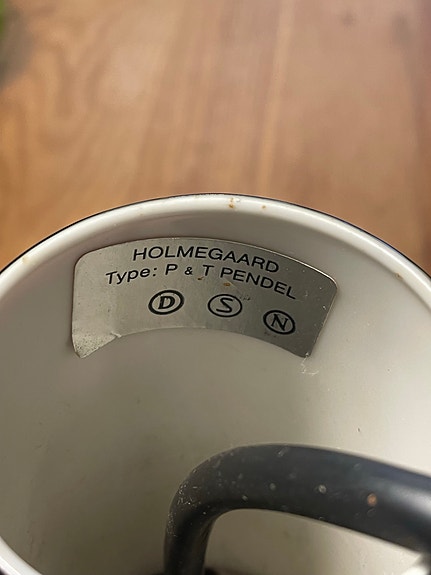 HOLMEGAARD
Type: P & T PENDEL
D S N